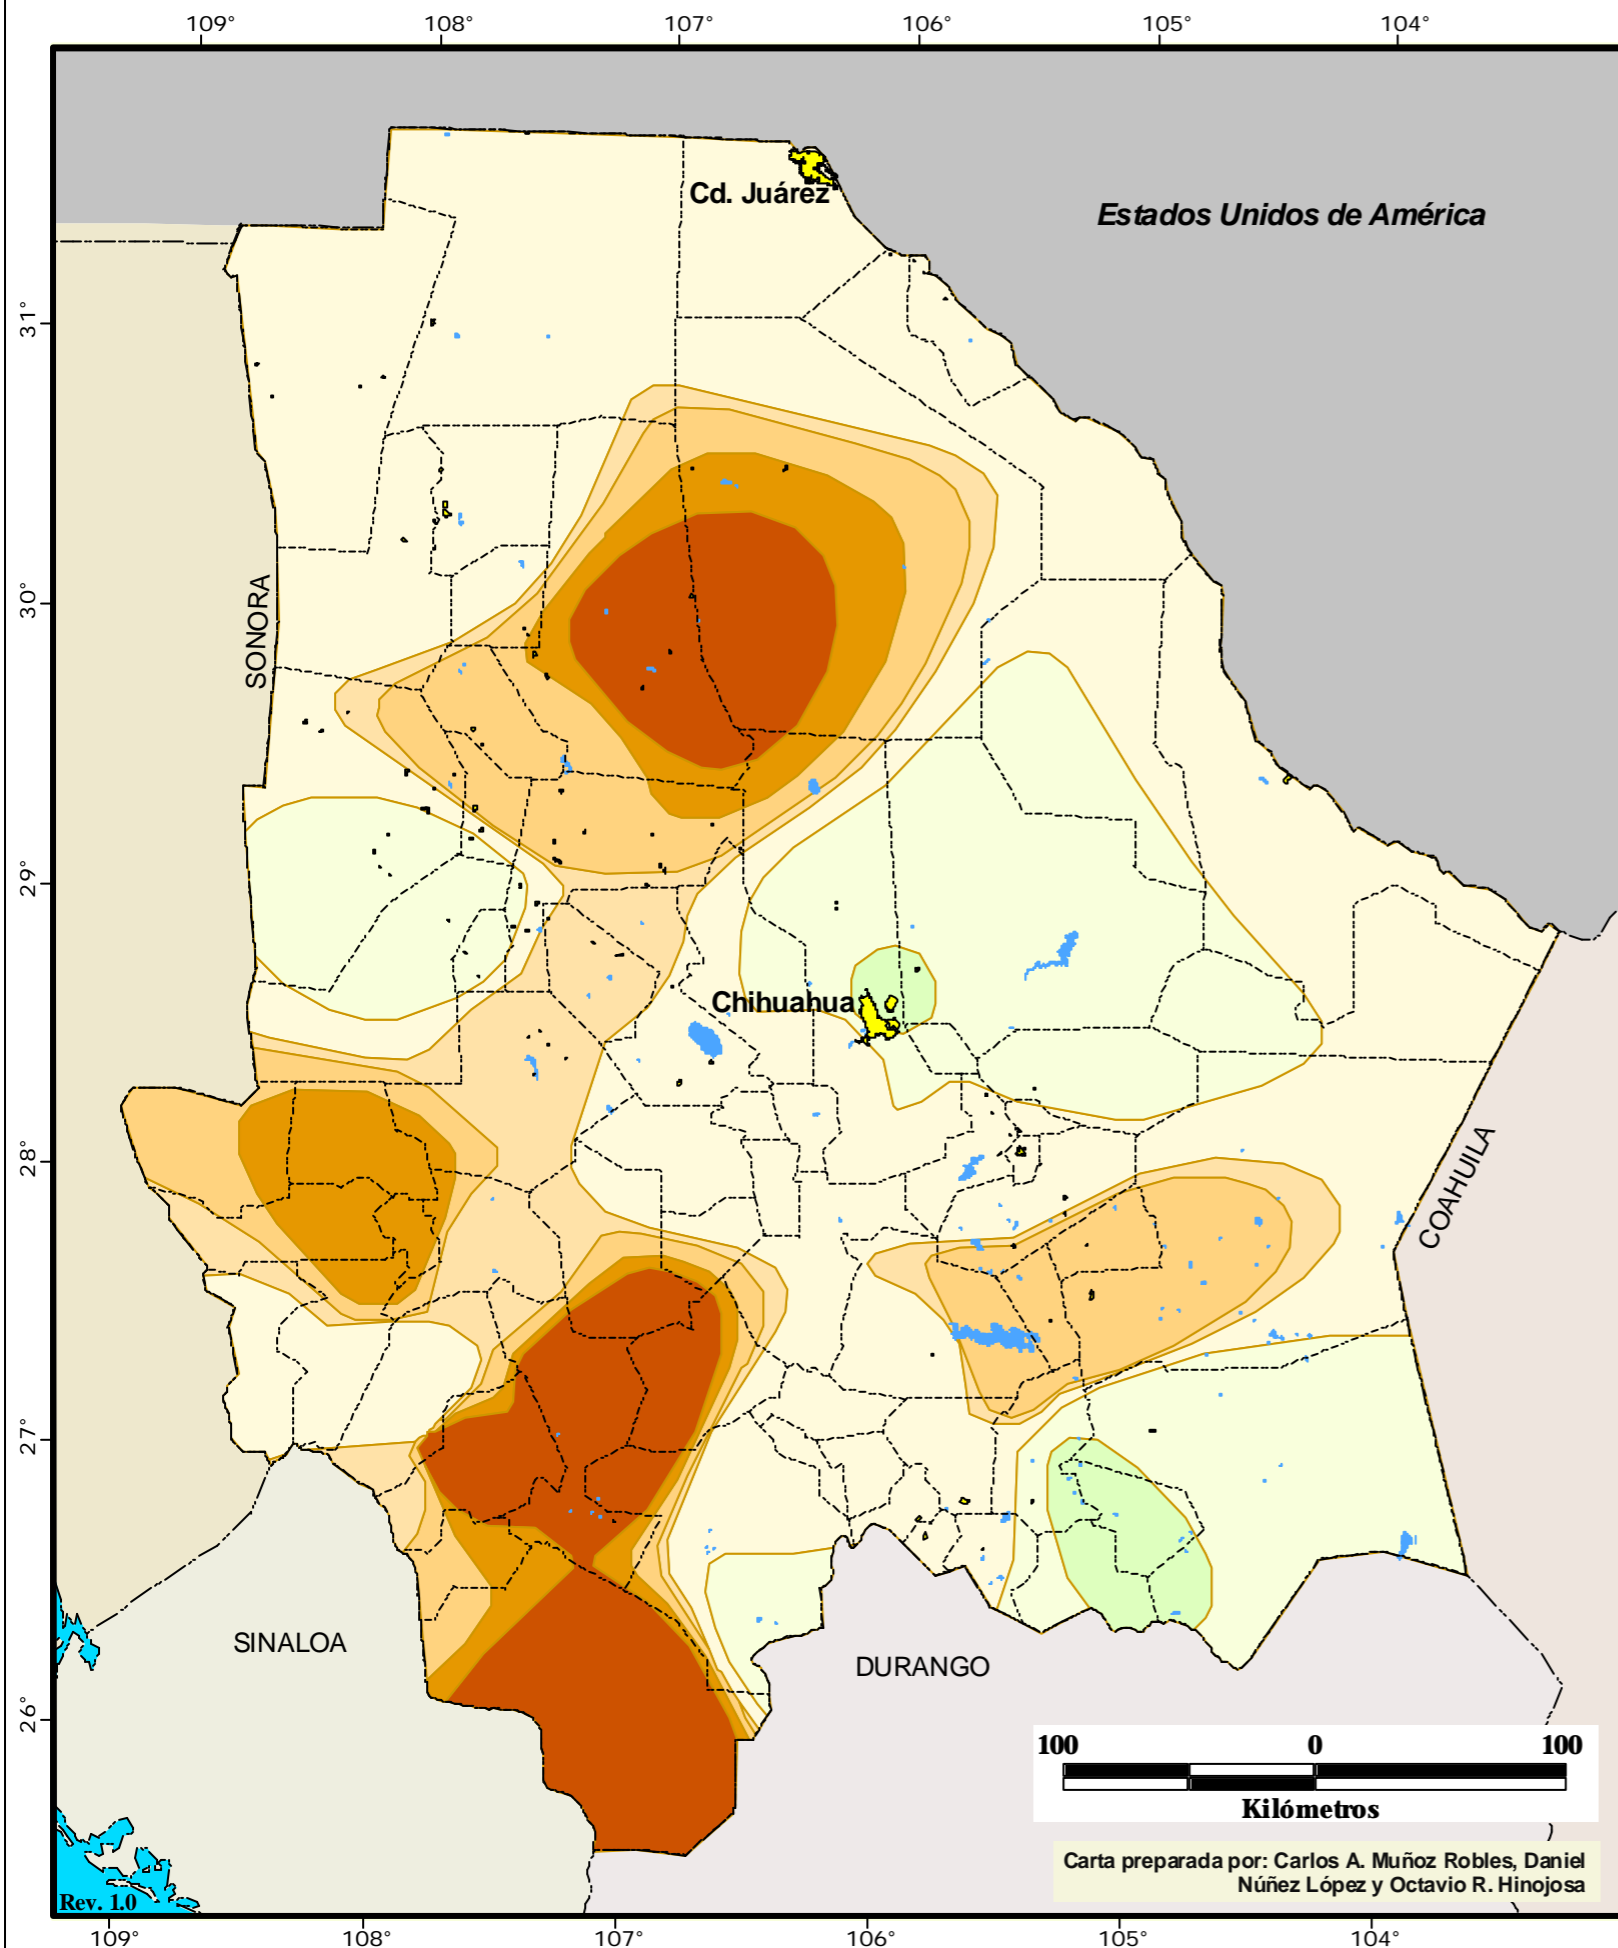 109° 108° 107° 106° 105° 104°
Cd. Juárez
Estados Unidos de América
31°
30°
SONORA
29°
Chihuahua
28°
COAHUILA
27°
SINALOA
DURANGO
26°
100 0 100
Kilómetros
Carta preparada por: Carlos A. Muñoz Robles, Daniel
Núñez López y Octavio R. Hinojosa
Rev. 1.0
109° 108° 107° 106° 105° 104°